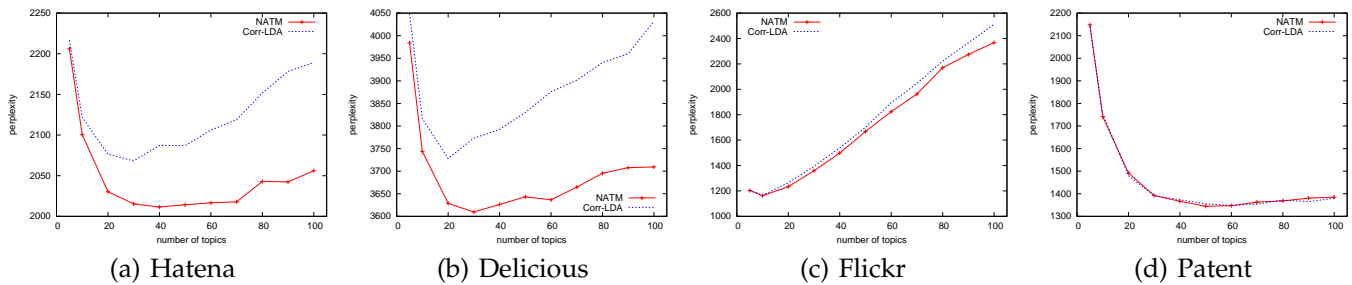 2250
2200
2150
2100
2050
2000
perplexity
0
20
40
60
80
100
number of topics
NATM
Corr-LDA
(a) Hatena
4050
4000
3950
3900
3850
3800
3750
3700
3650
3600
perplexity
0
20
40
60
80
100
number of topics
NATM
Corr-LDA
(b) Delicious
2600
2400
2200
2000
1800
1600
1400
1200
1000
perplexity
0
20
40
60
80
100
number of topics
NATM
Corr-LDA
(c) Flickr
2200
2100
2000
1900
1800
1700
1600
1500
1400
1300
perplexity
0
20
40
60
80
100
number of topics
NATM
Corr-LDA
(d) Patent